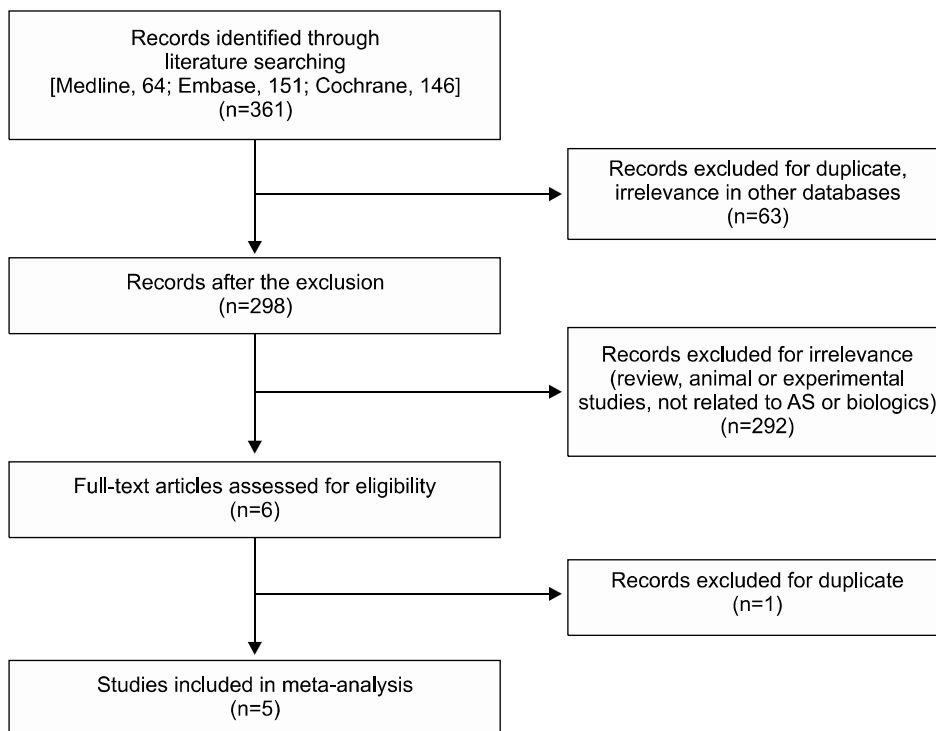 Records identified through
literature searching
[Medline, 64; Embase, 151; Cochrane, 146]
(n=361)
Records excluded for duplicate,
irrelevance in other databases
(n=63)
Records after the exclusion
(n=298)
Records excluded for irrelevance
(review, animal or experimental
studies, not related to AS or biologics)
(n=292)
Full-text articles assessed for eligibility
(n=6)
Records excluded for duplicate
(n=1)
Studies included in meta-analysis
(n=5)